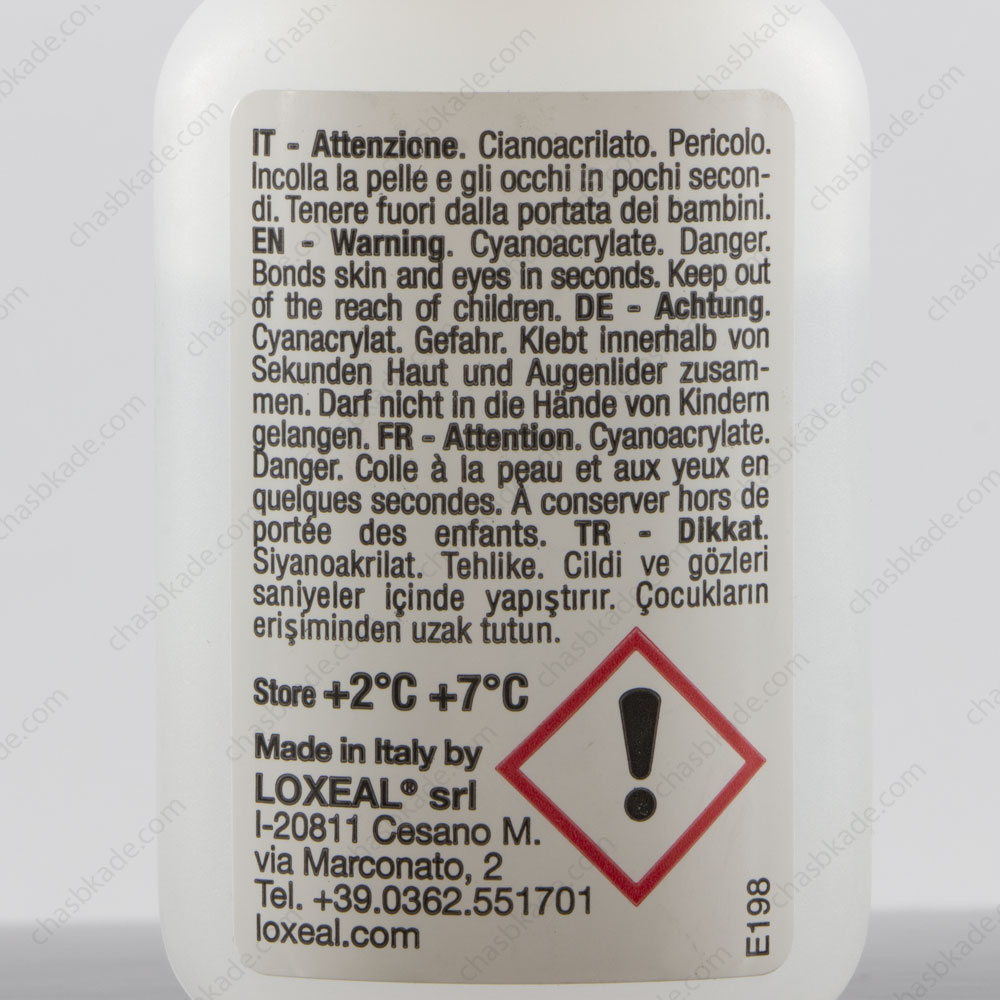 IT - Attenzione. Cianoacrilato. Pericolo.
Incolla la pelle e gli occhi in pochi secon-
di. Tenere fuori dalla portata dei bambini.
EN - Warning. Cyanoacrylate. Danger.
Bonds skin and eyes in seconds. Keep out
of the reach of children. DE - Achtung.
Cyanacrylat. Gefahr. Klebt innerhalb von
Sekunden Haut und Augenlider zusam-
men. Darf nicht in die Hände von Kindern
gelangen. FR - Attention. Cyanoacrylate.
Danger. Colle à la peau et aux yeux en
quelques secondes. À conserver hors de
portée des enfants. TR - Dikkat.
Siyanoakrilat. Tehlike. Cildi ve gözleri
saniyeler içinde yapıştırır. Çocukların
erişiminden uzak tutun.
Store +2°C +7°C
Made in Italy by
LOXEAL® srl
I-20811 Cesano M.
via Marconato, 2
Tel. +39.0362.551701
loxeal.com
E198
chasbkade.com